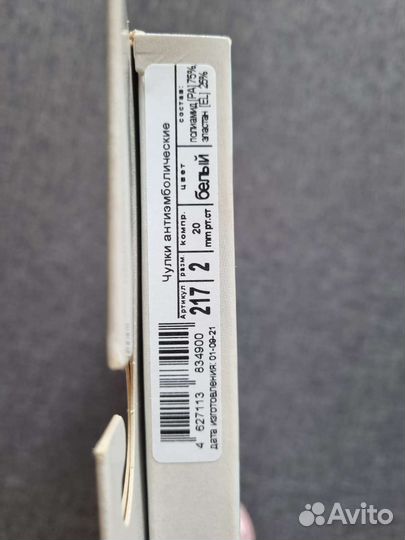 Чулки антиэмболические
Артикул разм. компр. цвет состав:
217 2 20 mm рт.ст белый полиамид [PA] 75%, эластан [EL] 25%
4 627113 834900
дата изготовления: 01-09-21
Avito